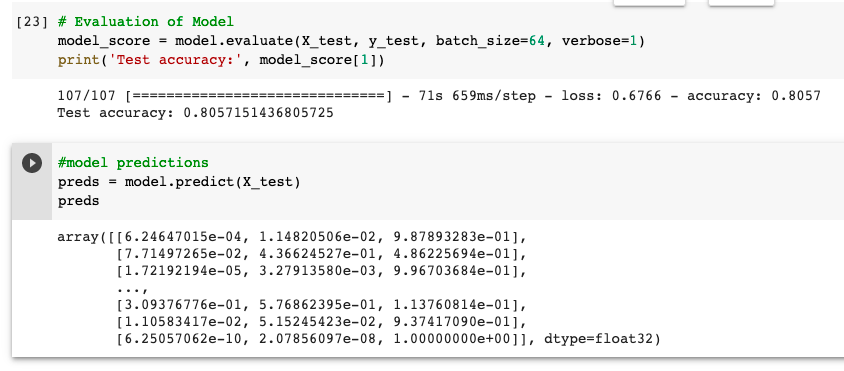 [23] # Evaluation of Model
model_score = model.evaluate(X_test, y_test, batch_size=64, verbose=1)
print('Test accuracy:', model_score[1])
107/107 [==============================] - 71s 659ms/step - loss: 0.6766 - accuracy: 0.8057
Test accuracy: 0.8057151436805725
#model predictions
preds = model.predict(X_test)
preds
array([[6.24647015e-04, 1.14820506e-02, 9.87893283e-01],
[7.71497265e-02, 4.36624527e-01, 4.86225694e-01],
[1.72192194e-05, 3.27913580e-03, 9.96703684e-01],
...,
[3.09376776e-01, 5.76862395e-01, 1.13760814e-01],
[1.10583417e-02, 5.15245423e-02, 9.37417090e-01],
[6.25057062e-10, 2.07856097e-08, 1.00000000e+00]], dtype=float32)